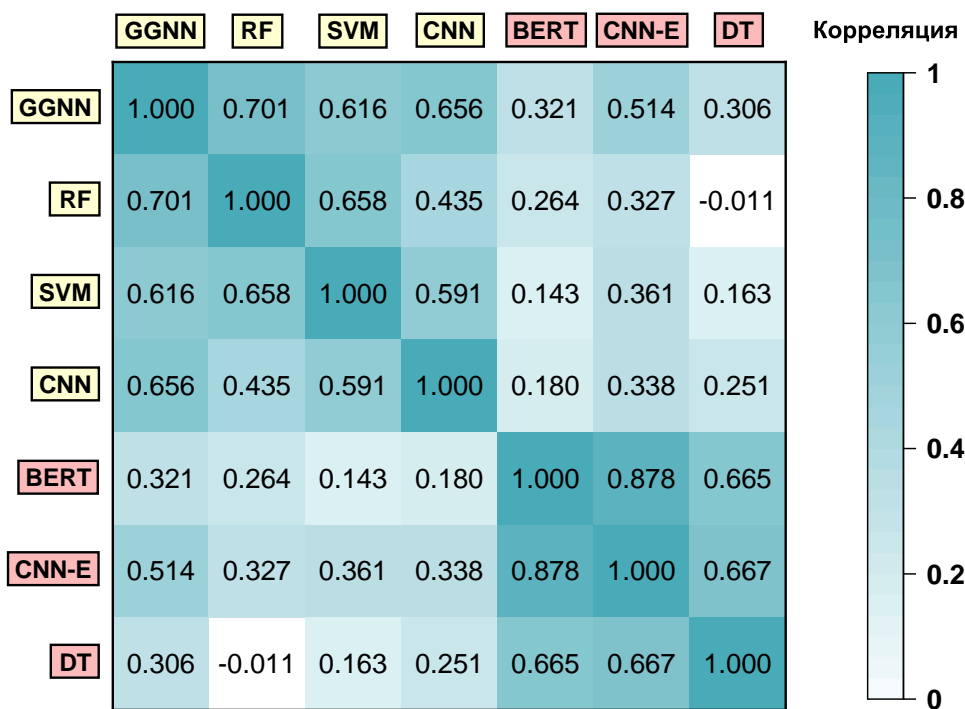 GGNN RF SVM CNN BERT CNN-E DT
Корреляция
GGNN 1.000 0.701 0.616 0.656 0.321 0.514 0.306
RF 0.701 1.000 0.658 0.435 0.264 0.327 -0.011
SVM 0.616 0.658 1.000 0.591 0.143 0.361 0.163
CNN 0.656 0.435 0.591 1.000 0.180 0.338 0.251
BERT 0.321 0.264 0.143 0.180 1.000 0.878 0.665
CNN-E 0.514 0.327 0.361 0.338 0.878 1.000 0.667
DT 0.306 -0.011 0.163 0.251 0.665 0.667 1.000
1
0.8
0.6
0.4
0.2
0